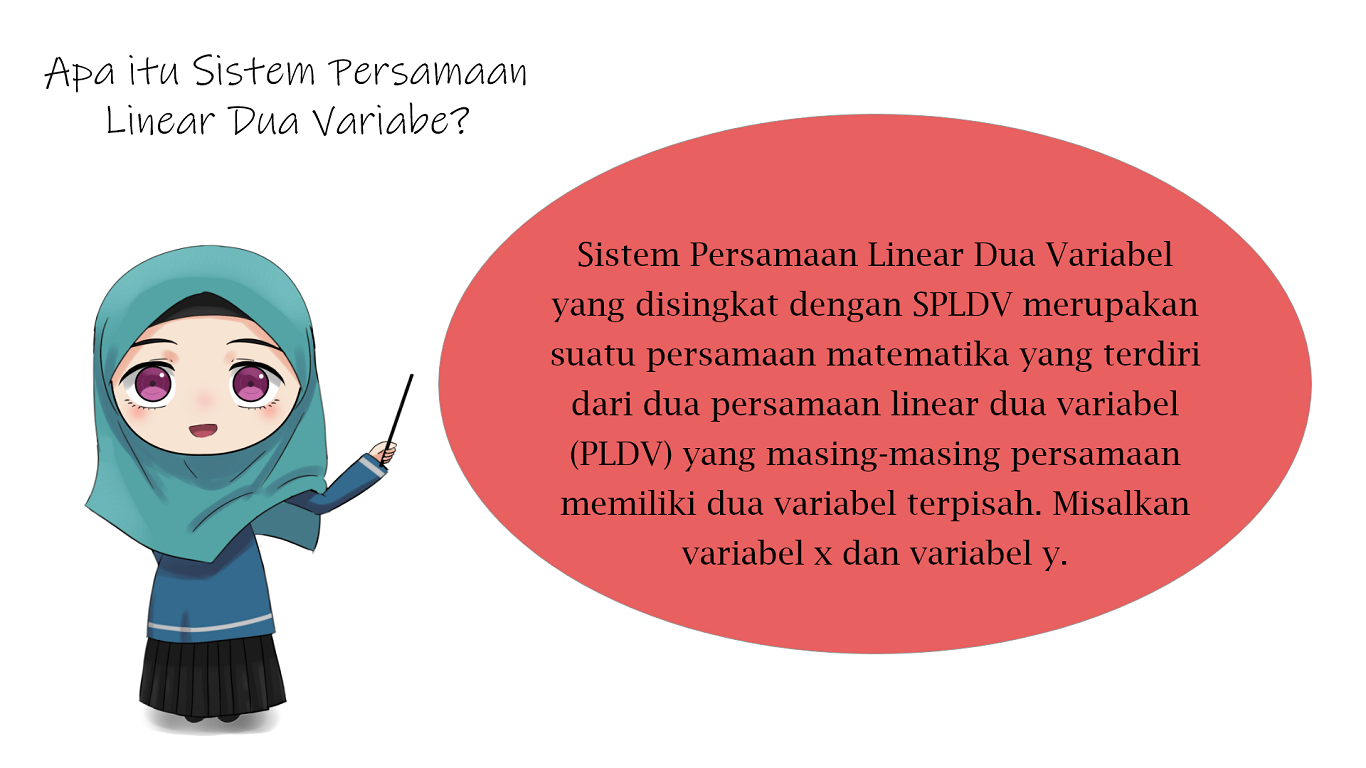 Apa itu Sistem Persamaan
Linear Dua Variabe?
Sistem Persamaan Linear Dua Variabel
yang disingkat dengan SPLDV merupakan
suatu persamaan matematika yang terdiri
dari dua persamaan linear dua variabel
(PLDV) yang masing-masing persamaan
memiliki dua variabel terpisah. Misalkan
variabel x dan variabel y.